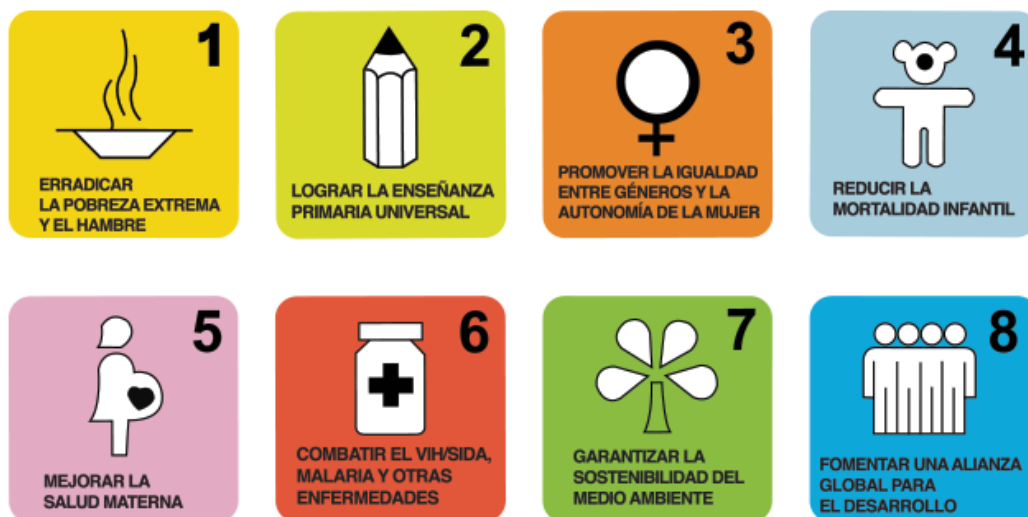 1
ERRADICAR
LA POBREZA EXTREMA
Y EL HAMBRE
2
LOGRAR LA ENSEÑANZA
PRIMARIA UNIVERSAL
3
PROMOVER LA IGUALDAD
ENTRE GÉNEROS Y LA
AUTONOMÍA DE LA MUJER
4
REDUCIR LA
MORTALIDAD INFANTIL
5
MEJORAR LA
SALUD MATERNA
6
COMBATIR EL VIH/SIDA,
MALARIA Y OTRAS
ENFERMEDADES
7
GARANTIZAR LA
SOSTENIBILIDAD DEL
MEDIO AMBIENTE
8
FOMENTAR UNA ALIANZA
GLOBAL PARA
EL DESARROLLO